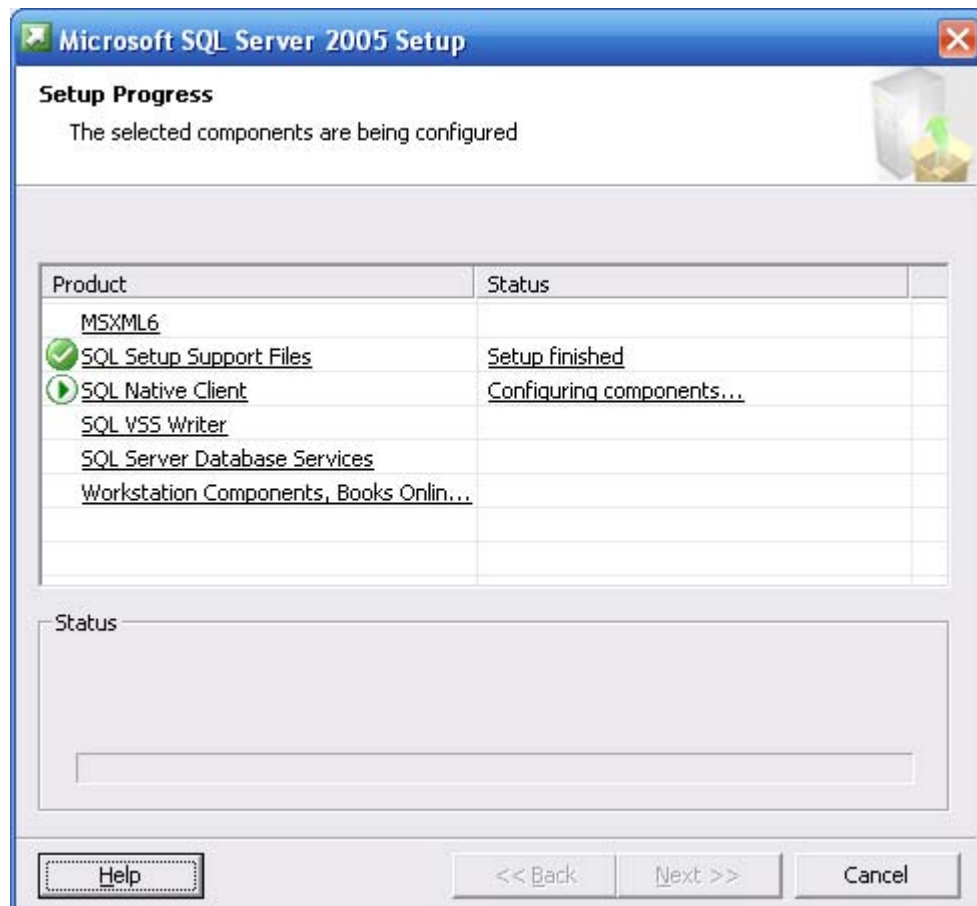 Microsoft SQL Server 2005 Setup
Setup Progress
The selected components are being configured
Product Status
MSXML6
SQL Setup Support Files Setup finished
SQL Native Client Configuring components...
SQL VSS Writer
SQL Server Database Services
Workstation Components, Books Onlin...
Status
Help << Back Next >> Cancel